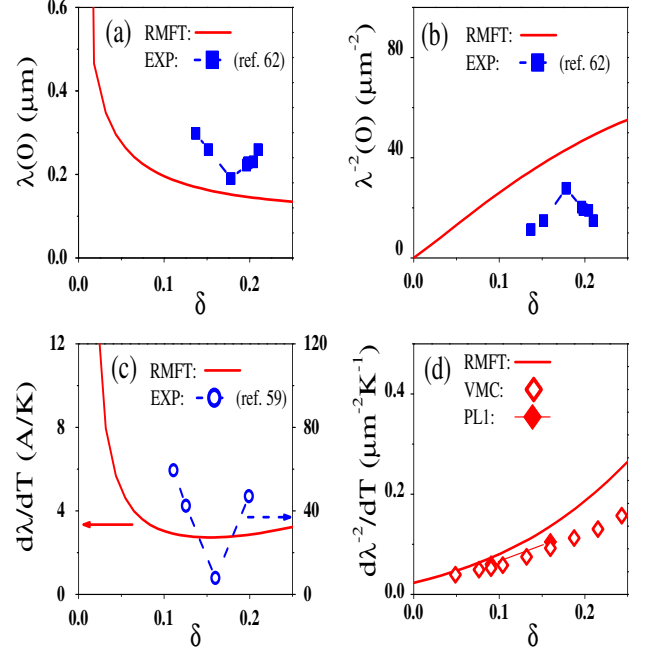 0.6
(a)
RMFT:
EXP: (ref. 62)
0.4
0.2
0.0
0.0 0.1 0.2
λ(0) (μm)
δ
(b)
RMFT:
EXP: (ref. 62)
80
40
0
0.0 0.1 0.2
λ⁻²(0) (μm⁻²)
δ
12
(c)
RMFT:
EXP: (ref. 59)
8
4
0
120
80
40
0
0.0 0.1 0.2
dλ/dT (A/K)
δ
(d)
RMFT:
VMC:
PL1:
0.4
0.2
0.0
0.0 0.1 0.2
dλ⁻²/dT (μm⁻²K⁻¹)
δ